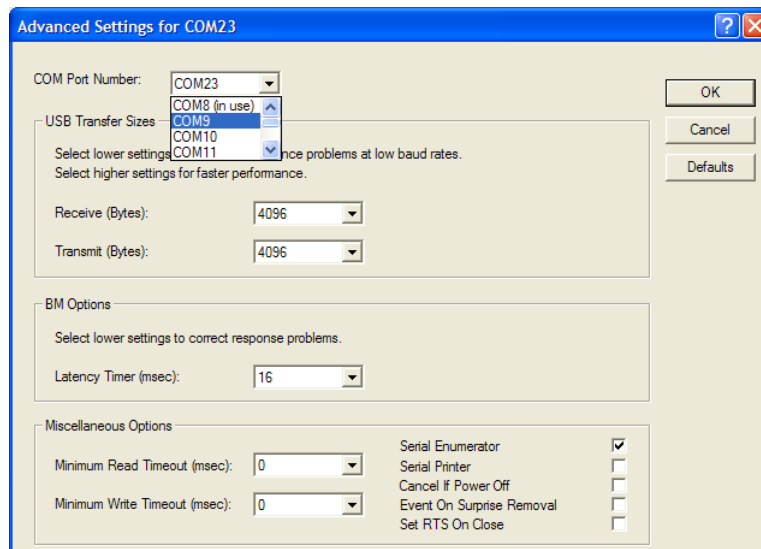 Advanced Settings for COM23
COM Port Number: COM23
COM8 (in use)
COM9
COM10
COM11
OK
Cancel
Defaults
USB Transfer Sizes
Select lower settings ance problems at low baud rates.
Select higher settings for faster performance.
Receive (Bytes): 4096
Transmit (Bytes): 4096
BM Options
Select lower settings to correct response problems.
Latency Timer (msec): 16
Miscellaneous Options
Minimum Read Timeout (msec): 0
Minimum Write Timeout (msec): 0
Serial Enumerator
Serial Printer
Cancel If Power Off
Event On Surprise Removal
Set RTS On Close